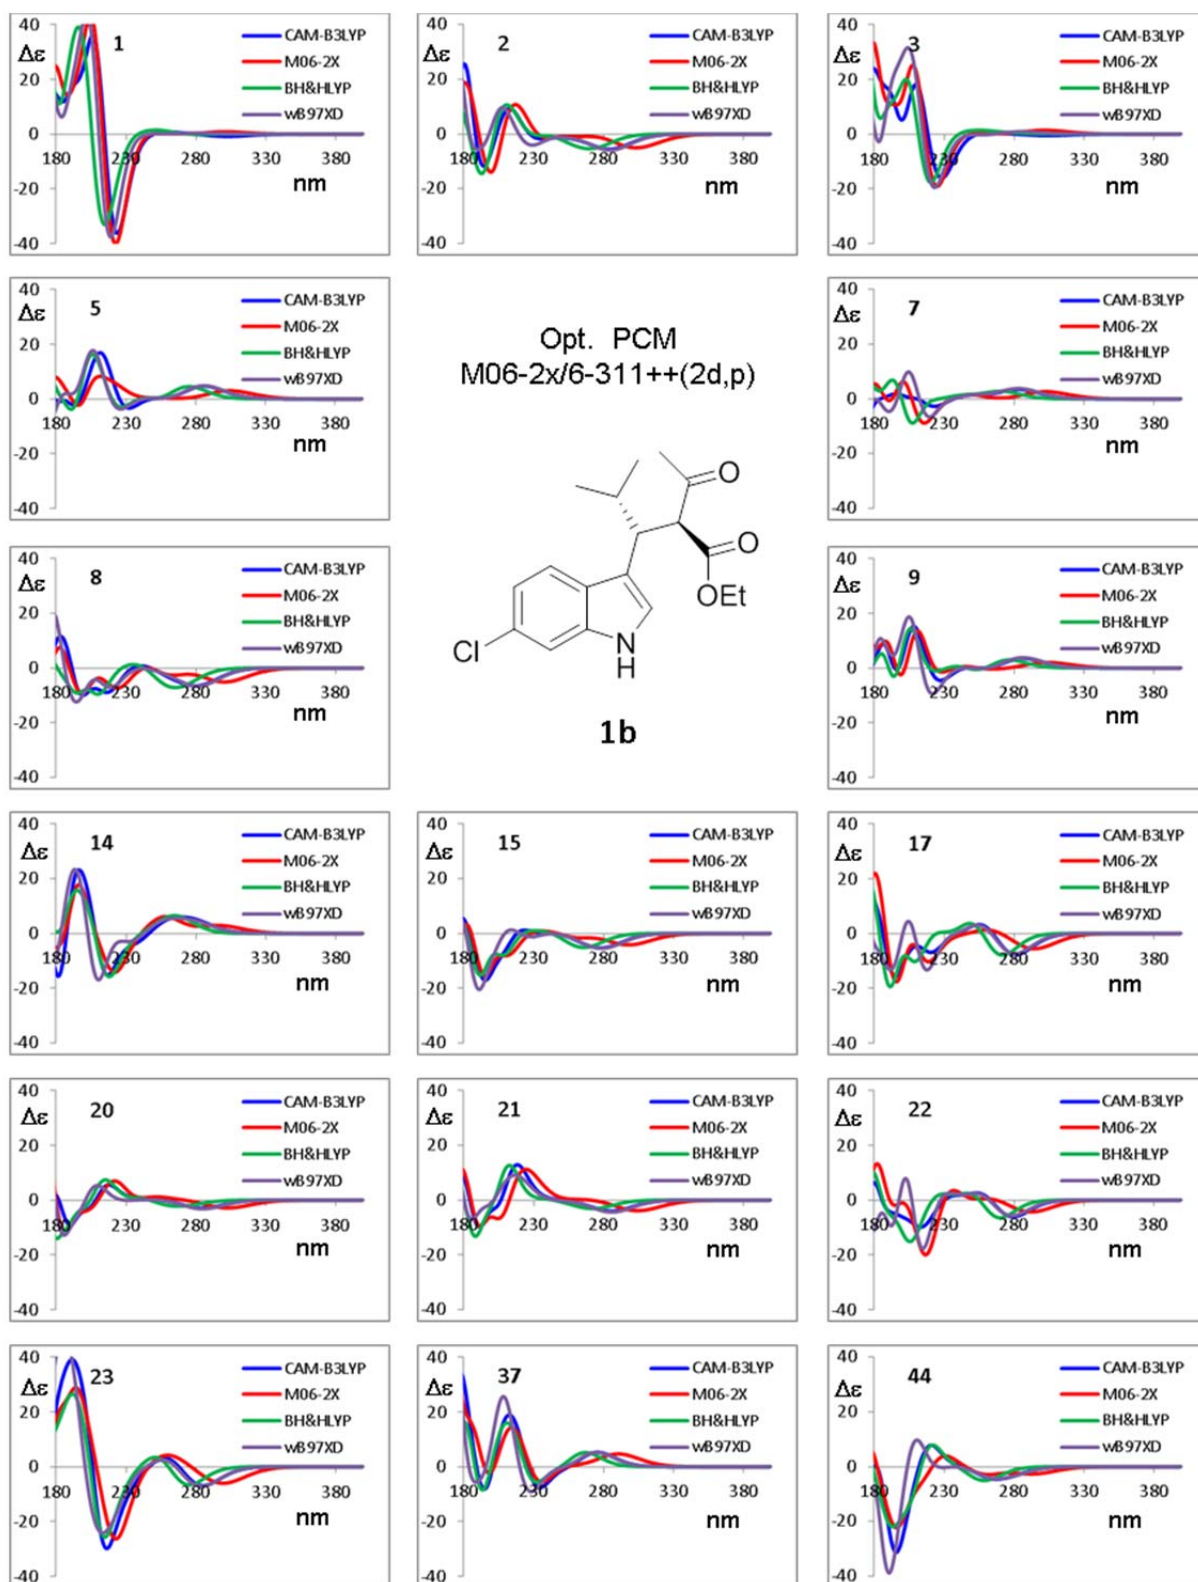 40
Δε
1
CAM-B3LYP
M06-2X
BH&HLYP
wB97XD
20
0
180 230 280 330 380
nm
-20
-40
40
Δε
2
CAM-B3LYP
M06-2X
BH&HLYP
wB97XD
20
0
180 230 280 330 380
nm
-20
-40
40
Δε
3
CAM-B3LYP
M06-2X
BH&HLYP
wB97XD
20
0
180 230 280 330 380
nm
-20
-40
40
Δε
5
CAM-B3LYP
M06-2X
BH&HLYP
wB97XD
20
0
180 230 280 330 380
nm
-20
-40
Opt. PCM
M06-2x/6-311++(2d,p)
O
O
OEt
Cl
N
H
1b
40
Δε
7
CAM-B3LYP
M06-2X
BH&HLYP
wB97XD
20
0
180 230 280 330 380
nm
-20
-40
40
Δε
8
CAM-B3LYP
M06-2X
BH&HLYP
wB97XD
20
0
180 230 280 330 380
nm
-20
-40
40
Δε
9
CAM-B3LYP
M06-2X
BH&HLYP
wB97XD
20
0
180 230 280 330 380
nm
-20
-40
40
Δε
14
CAM-B3LYP
M06-2X
BH&HLYP
wB97XD
20
0
180 230 280 330 380
nm
-20
-40
40
Δε
15
CAM-B3LYP
M06-2X
BH&HLYP
wB97XD
20
0
180 230 280 330 380
nm
-20
-40
40
Δε
17
CAM-B3LYP
M06-2X
BH&HLYP
wB97XD
20
0
180 230 280 330 380
nm
-20
-40
40
Δε
20
CAM-B3LYP
M06-2X
BH&HLYP
wB97XD
20
0
180 230 280 330 380
nm
-20
-40
40
Δε
21
CAM-B3LYP
M06-2X
BH&HLYP
wB97XD
20
0
180 230 280 330 380
nm
-20
-40
40
Δε
22
CAM-B3LYP
M06-2X
BH&HLYP
wB97XD
20
0
180 230 280 330 380
nm
-20
-40
40
Δε
23
CAM-B3LYP
M06-2X
BH&HLYP
wB97XD
20
0
180 230 280 330 380
nm
-20
-40
40
Δε
37
CAM-B3LYP
M06-2X
BH&HLYP
wB97XD
20
0
180 230 280 330 380
nm
-20
-40
40
Δε
44
CAM-B3LYP
M06-2X
BH&HLYP
wB97XD
20
0
180 230 280 330 380
nm
-20
-40